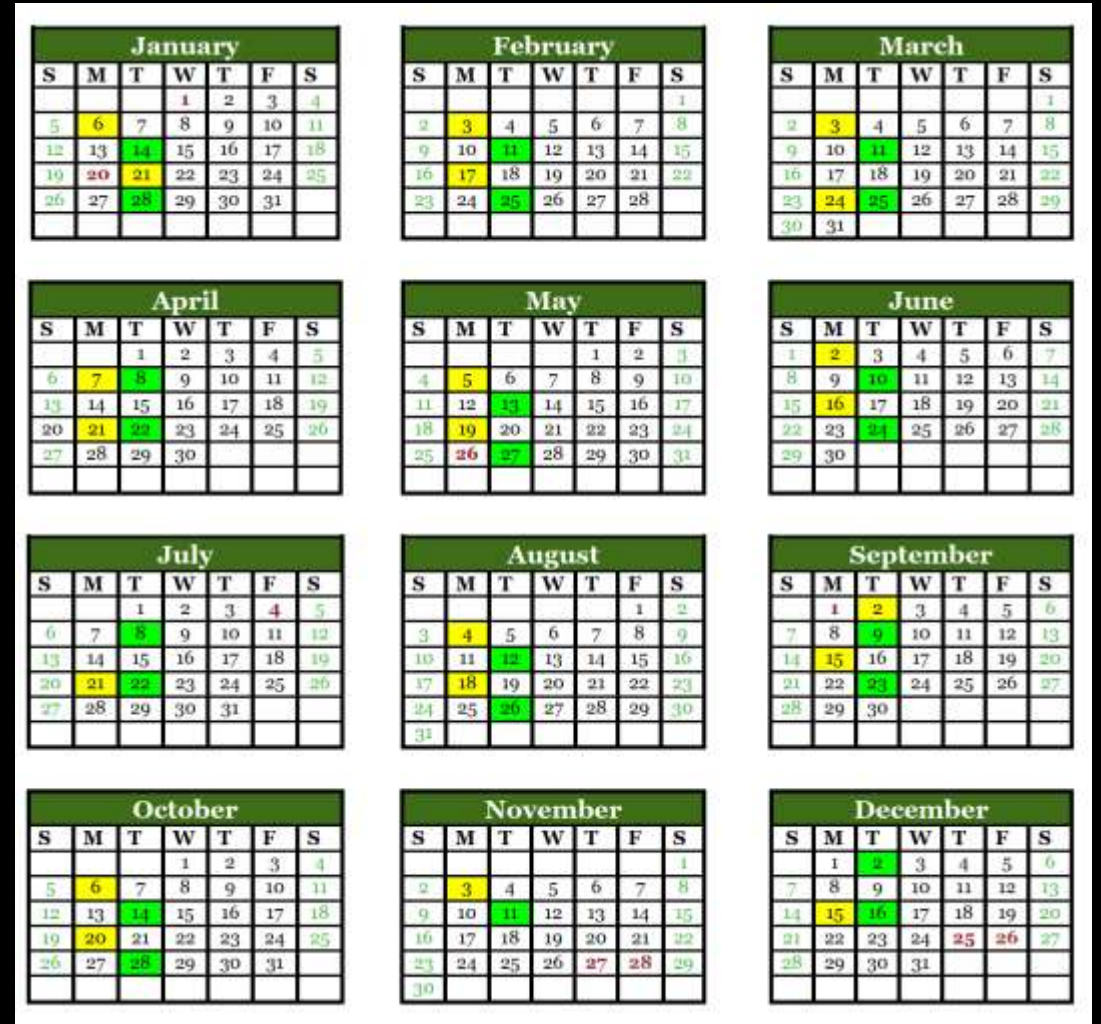 January
S M T W T F S
1 2 3 4
5 6 7 8 9 10 11
12 13 14 15 16 17 18
19 20 21 22 23 24 25
26 27 28 29 30 31
February
S M T W T F S
1
2 3 4 5 6 7 8
9 10 11 12 13 14 15
16 17 18 19 20 21 22
23 24 25 26 27 28
March
S M T W T F S
1
2 3 4 5 6 7 8
9 10 11 12 13 14 15
16 17 18 19 20 21 22
23 24 25 26 27 28 29
30 31
April
S M T W T F S
1 2 3 4 5
6 7 8 9 10 11 12
13 14 15 16 17 18 19
20 21 22 23 24 25 26
27 28 29 30
May
S M T W T F S
1 2 3
4 5 6 7 8 9 10
11 12 13 14 15 16 17
18 19 20 21 22 23 24
25 26 27 28 29 30 31
June
S M T W T F S
1 2 3 4 5 6 7
8 9 10 11 12 13 14
15 16 17 18 19 20 21
22 23 24 25 26 27 28
29 30
July
S M T W T F S
1 2 3 4 5
6 7 8 9 10 11 12
13 14 15 16 17 18 19
20 21 22 23 24 25 26
27 28 29 30 31
August
S M T W T F S
1 2
3 4 5 6 7 8 9
10 11 12 13 14 15 16
17 18 19 20 21 22 23
24 25 26 27 28 29 30
31
September
S M T W T F S
1 2 3 4 5 6
7 8 9 10 11 12 13
14 15 16 17 18 19 20
21 22 23 24 25 26 27
28 29 30
October
S M T W T F S
1 2 3 4
5 6 7 8 9 10 11
12 13 14 15 16 17 18
19 20 21 22 23 24 25
26 27 28 29 30 31
November
S M T W T F S
1
2 3 4 5 6 7 8
9 10 11 12 13 14 15
16 17 18 19 20 21 22
23 24 25 26 27 28 29
30
December
S M T W T F S
1 2 3 4 5 6
7 8 9 10 11 12 13
14 15 16 17 18 19 20
21 22 23 24 25 26 27
28 29 30 31